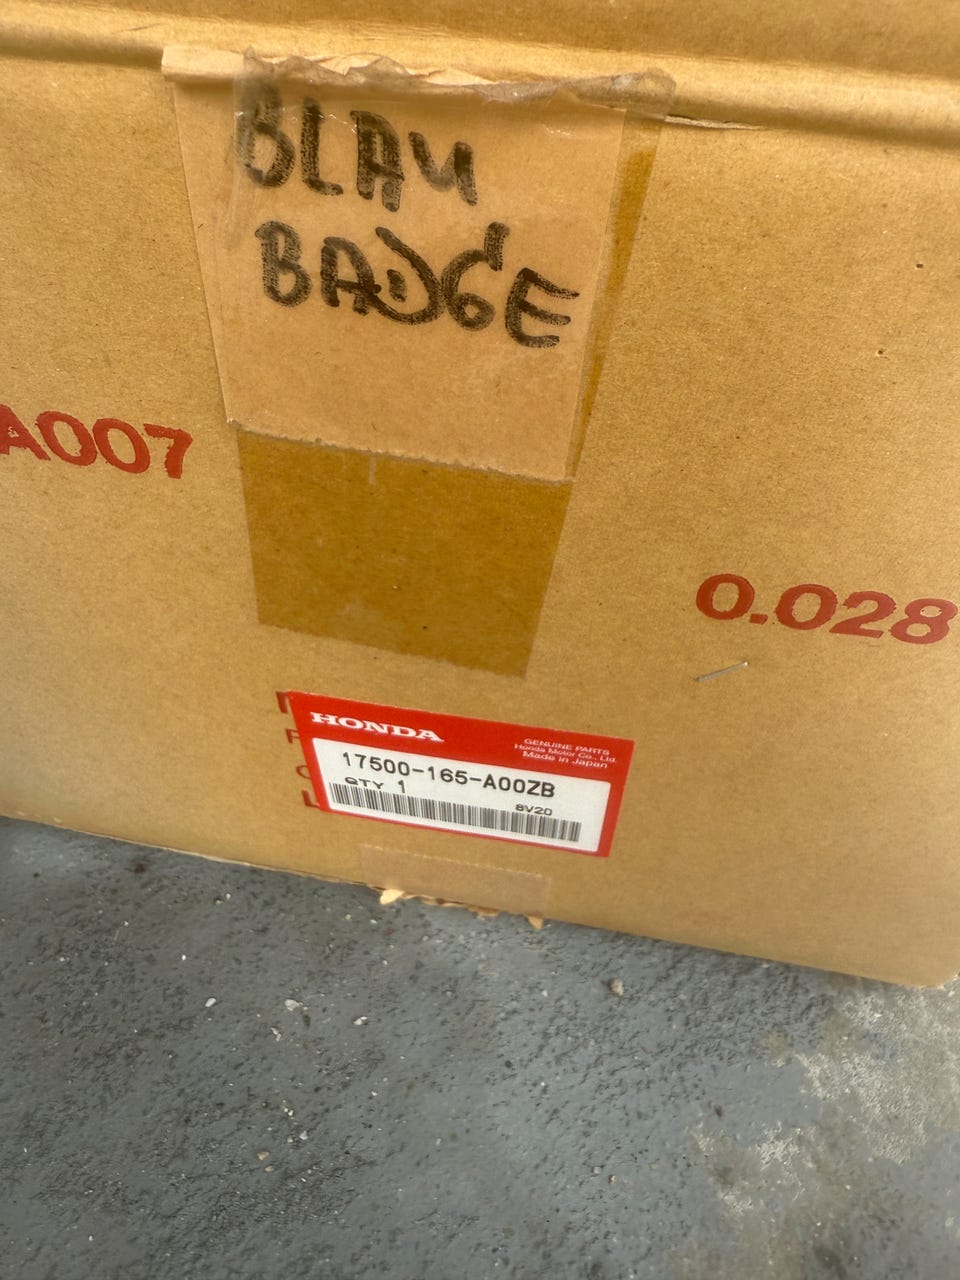 BLAU
BADGE
A007
0.028
HONDA
GENUINE PARTS
Honda Motor Co., Ltd.
Made in Japan
17500-165-A00ZB
QTY 1
8V20